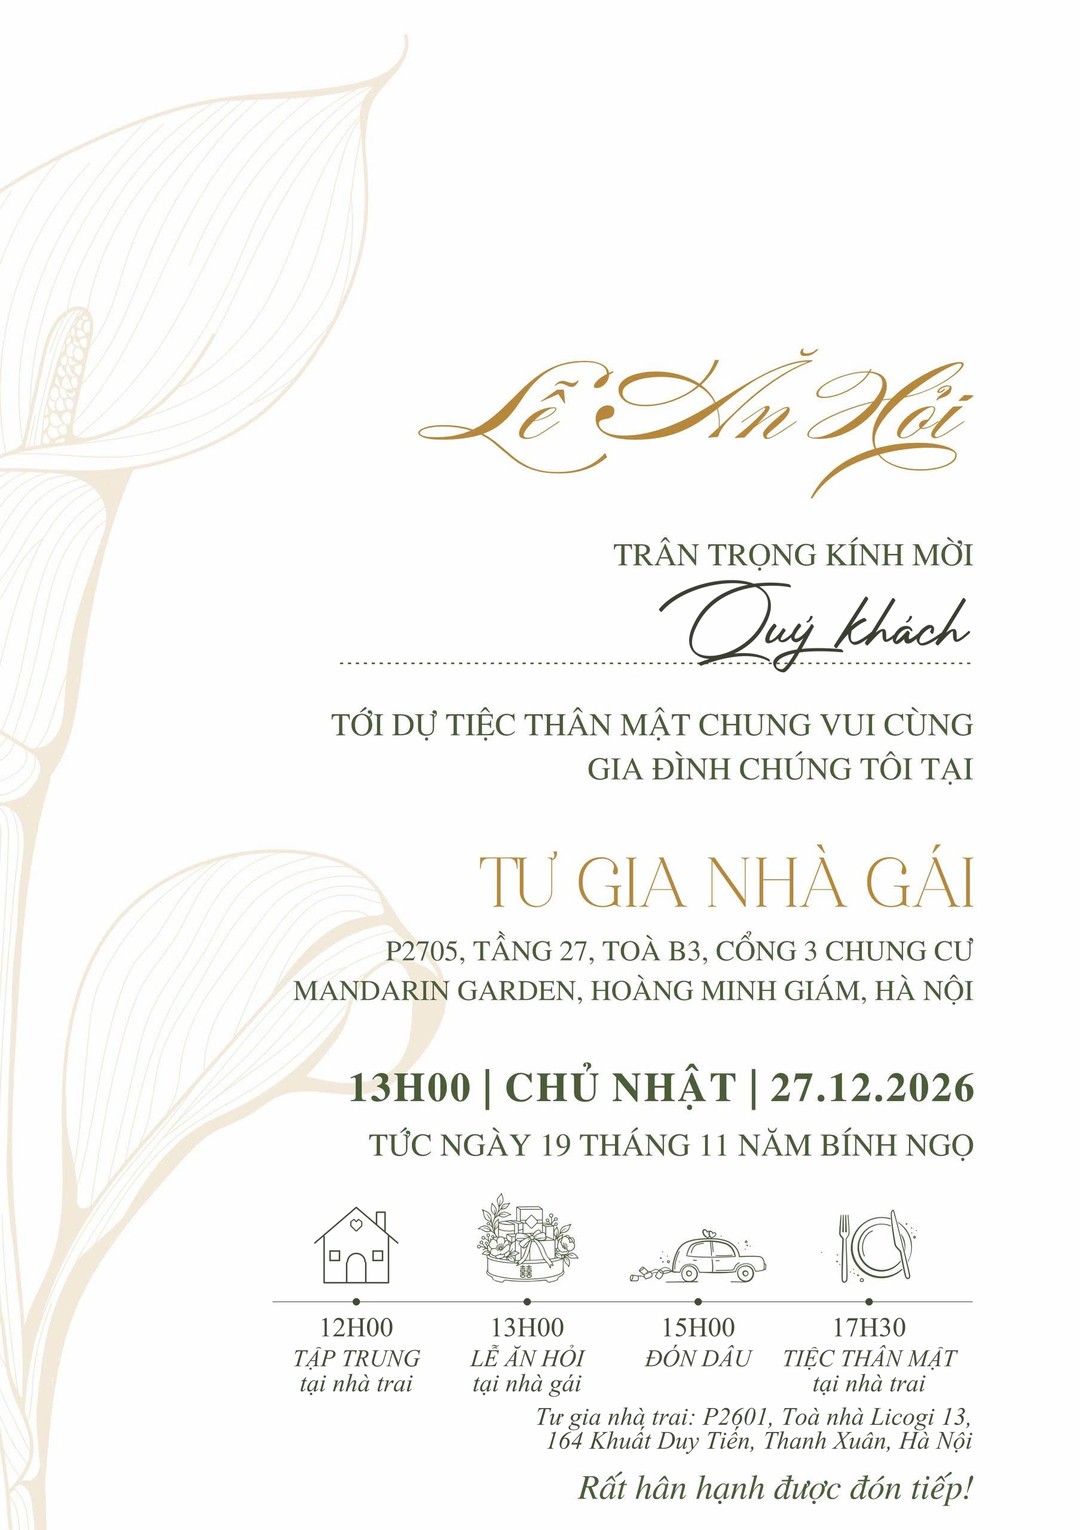 Lễ Ăn Hỏi
TRÂN TRỌNG KÍNH MỜI
Quý khách
TỚI DỰ TIỆC THÂN MẬT CHUNG VUI CÙNG
GIA ĐÌNH CHÚNG TÔI TẠI
TƯ GIA NHÀ GÁI
P2705, TẦNG 27, TOÀ B3, CỔNG 3 CHUNG CƯ
MANDARIN GARDEN, HOÀNG MINH GIÁM, HÀ NỘI
13H00 | CHỦ NHẬT | 27.12.2026
TỨC NGÀY 19 THÁNG 11 NĂM BÍNH NGỌ
囍
12H00
TẬP TRUNG
tại nhà trai
13H00
LỄ ĂN HỎI
tại nhà gái
15H00
ĐÓN DÂU
17H30
TIỆC THÂN MẬT
tại nhà trai
Tư gia nhà trai: P2601, Toà nhà Licogi 13,
164 Khuất Duy Tiến, Thanh Xuân, Hà Nội
Rất hân hạnh được đón tiếp!